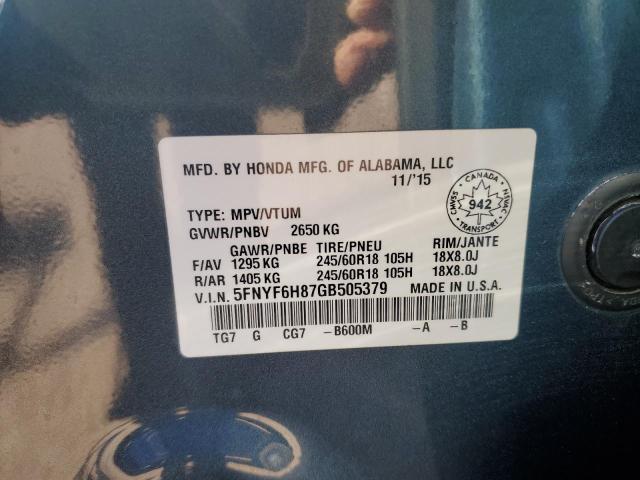 MFD. BY HONDA MFG. OF ALABAMA, LLC
11/'15
TYPE: MPV/VTUM
GVWR/PNBV 2650 KG
GAWR/PNBE TIRE/PNEU RIM/JANTE
F/AV 1295 KG 245/60R18 105H 18X8.0J
R/AR 1405 KG 245/60R18 105H 18X8.0J
V.I.N. 5FNYF6H87GB505379 MADE IN U.S.A.
TG7 G CG7 -B600M -A -B
CANADA
CMVSS 942 NSVAC
TRANSPORT